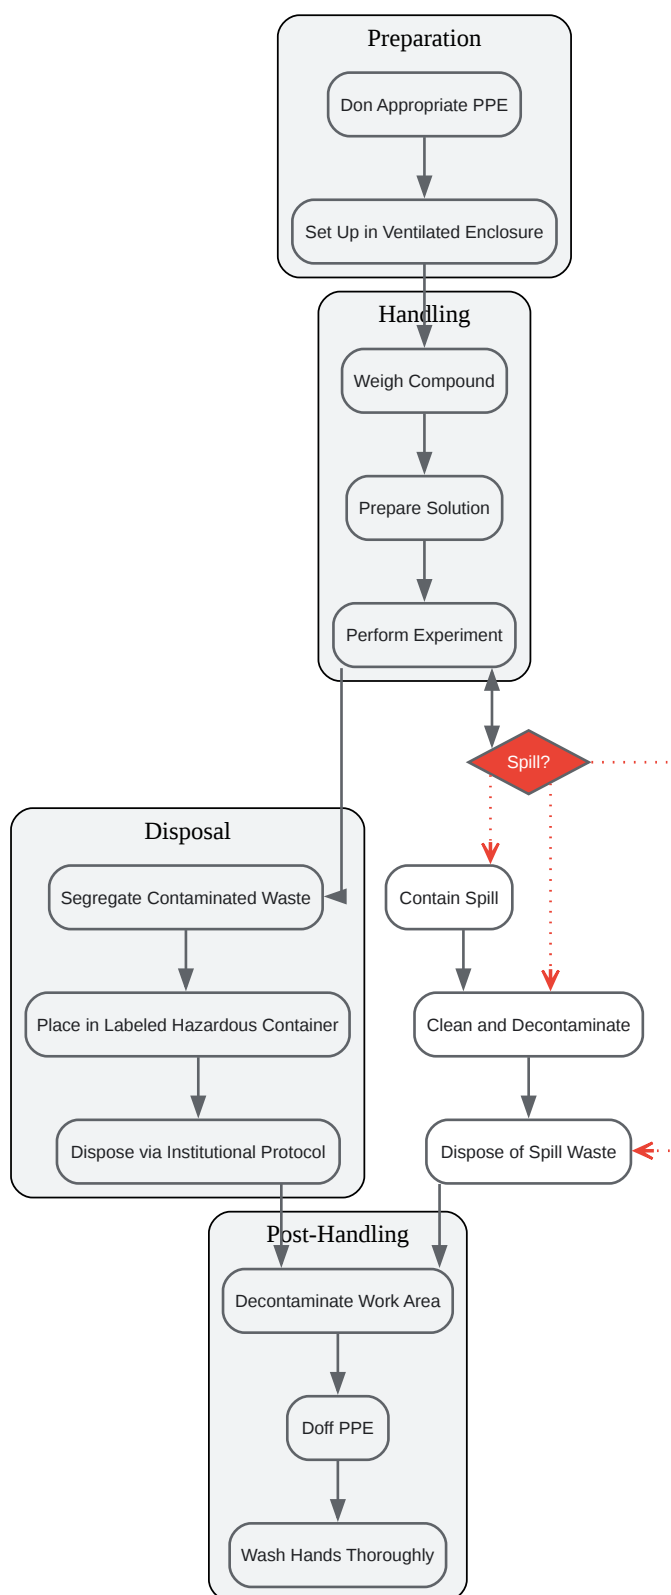 Preparation
Don Appropriate PPE
Set Up in Ventilated Enclosure
Handling
Weigh Compound
Prepare Solution
Perform Experiment
Spill?
Disposal
Segregate Contaminated Waste
Contain Spill
Place in Labeled Hazardous Container
Clean and Decontaminate
Dispose via Institutional Protocol
Dispose of Spill Waste
Post-Handling
Decontaminate Work Area
Doff PPE
Wash Hands Thoroughly